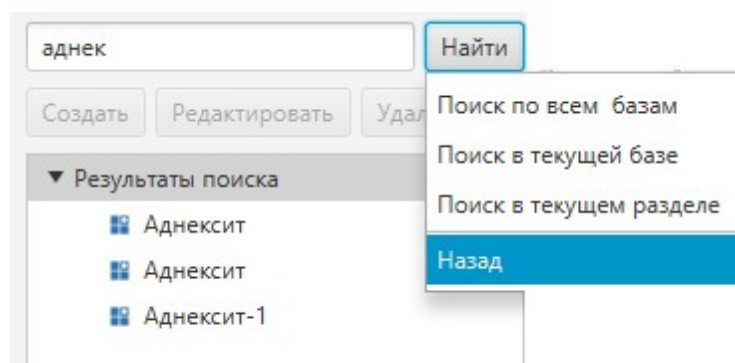 аднек
Найти
Создать
Редактировать
Удал
Поиск по всем базам
Поиск в текущей базе
Поиск в текущем разделе
Назад
Результаты поиска
Аднексит
Аднексит
Аднексит-1